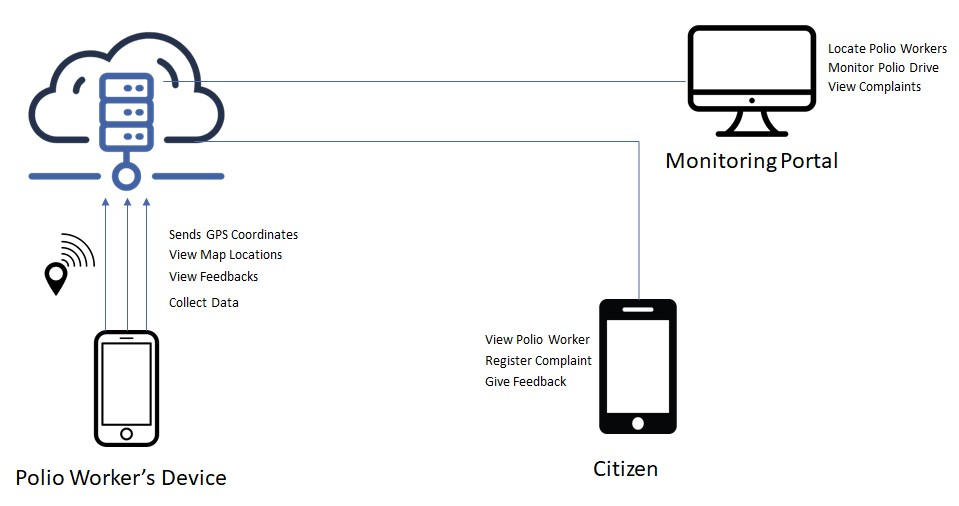 Locate Polio Workers
Monitor Polio Drive
View Complaints
Monitoring Portal
Sends GPS Coordinates
View Map Locations
View Feedbacks
Collect Data
View Polio Worker
Register Complaint
Give Feedback
Citizen
Polio Worker's Device